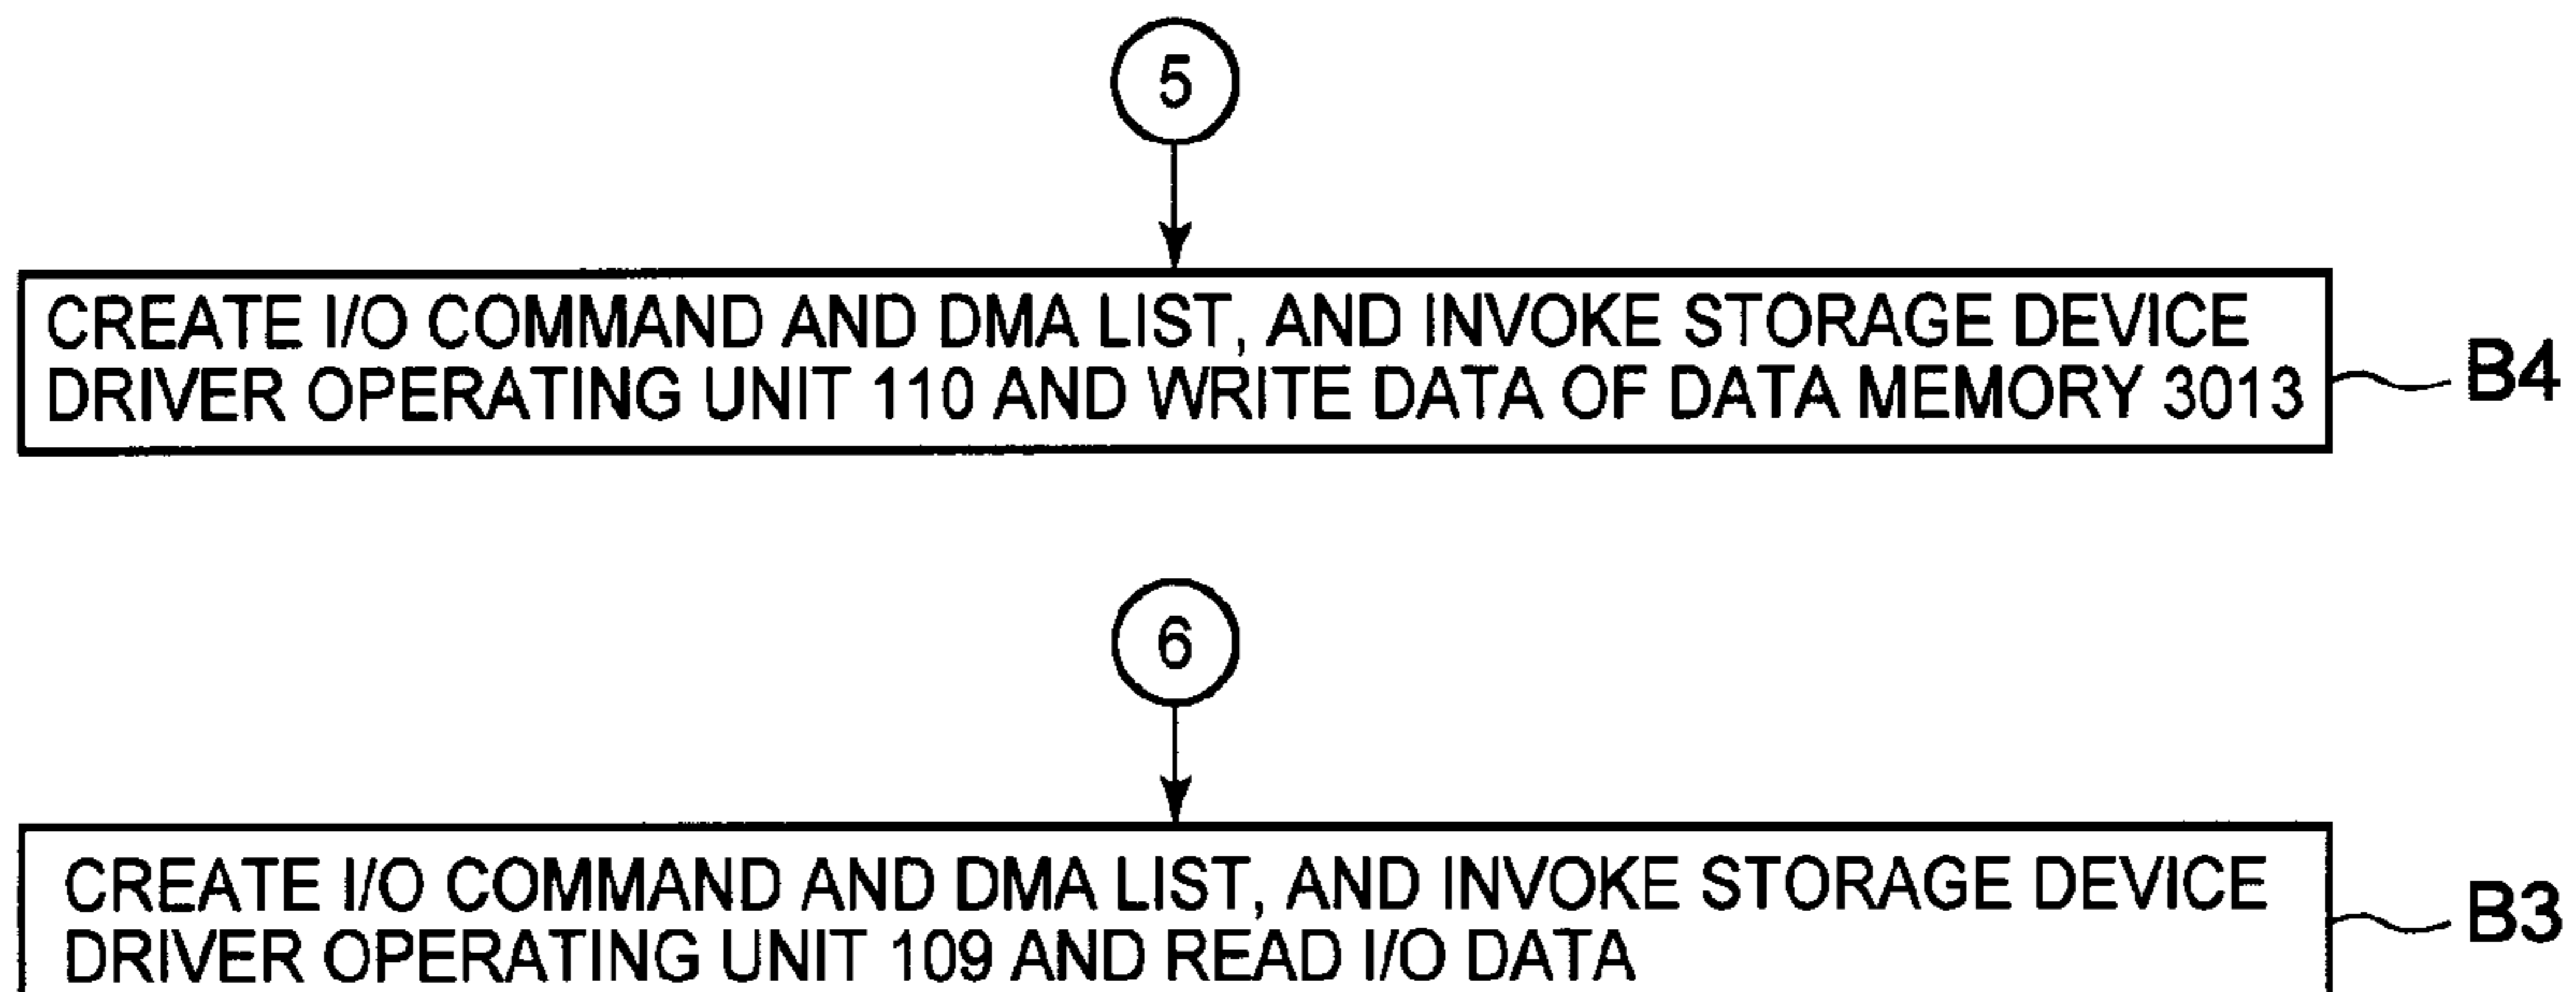 5
CREATE I/O COMMAND AND DMA LIST, AND INVOKE STORAGE DEVICE
DRIVER OPERATING UNIT 110 AND WRITE DATA OF DATA MEMORY 3013
B4
6
CREATE I/O COMMAND AND DMA LIST, AND INVOKE STORAGE DEVICE
DRIVER OPERATING UNIT 109 AND READ I/O DATA
B3